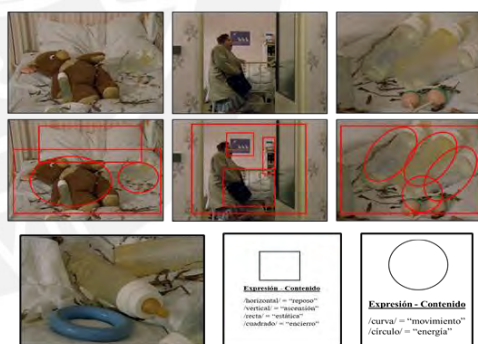 Expresión - Contenido
/horizontal/ = “reposo”
/vertical/ = “ascensión”
/recta/ = “estática”
/cuadrado/ = “encierro”
Expresión - Contenido
/curva/ = “movimiento”
/círculo/ = “energía”